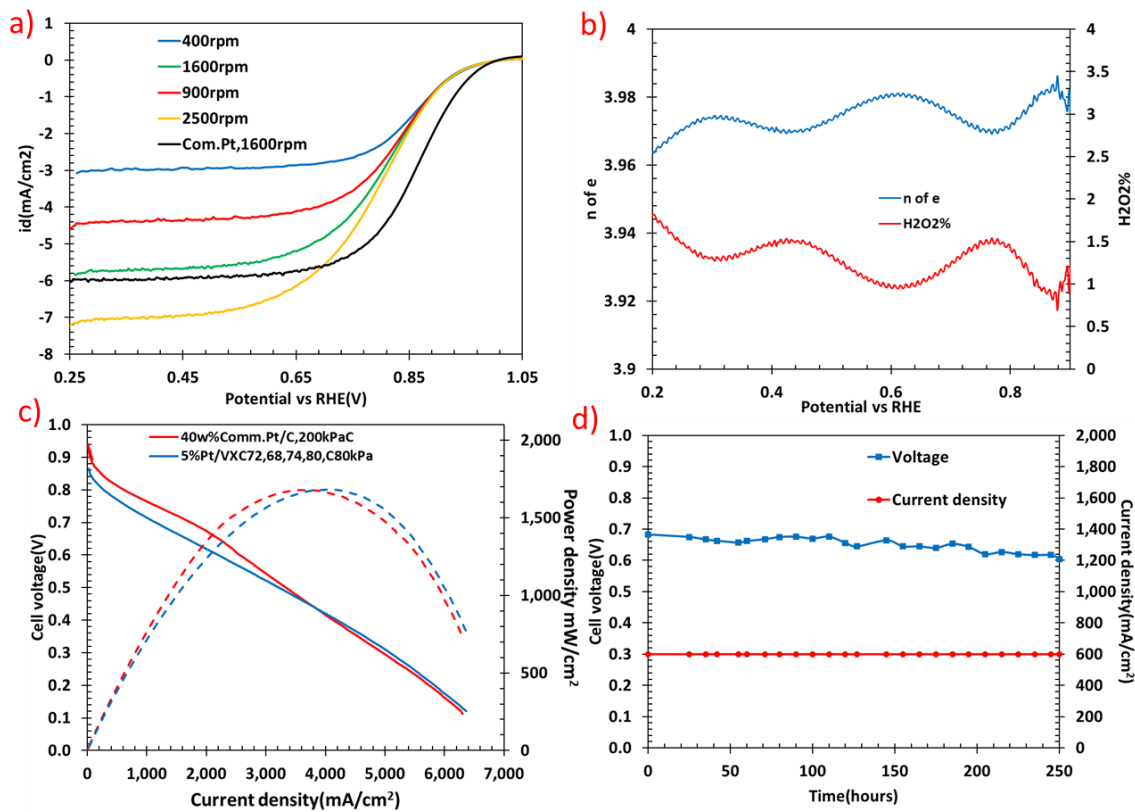 a)
1
0
-1
-2
-3
-4
-5
-6
-7
-8
id(mA/cm2)
400rpm
1600rpm
900rpm
2500rpm
Com.Pt,1600rpm
0.25 0.45 0.65 0.85 1.05
Potential vs RHE(V)
b)
4
3.98
3.96
3.94
3.92
3.9
n of e
n of e
H2O2%
4
3.5
3
2.5
2
1.5
1
0.5
0
H2O2%
0.2 0.4 0.6 0.8
Potential vs RHE
c)
1.0
0.9
0.8
0.7
0.6
0.5
0.4
0.3
0.2
0.1
0.0
Cell voltage(V)
40w%Comm.Pt/C,200kPaC
5%Pt/VXC72,68,74,80,C80kPa
2,000
1,500
1,000
500
0
Power density mW/cm²
0 1,000 2,000 3,000 4,000 5,000 6,000 7,000
Current density(mA/cm²)
d)
1.0
0.9
0.8
0.7
0.6
0.5
0.4
0.3
0.2
0.1
0.0
Cell voltage(V)
Voltage
Current density
2,000
1,800
1,600
1,400
1,200
1,000
800
600
400
200
0
Current density(mA/cm²)
0 50 100 150 200 250
Time(hours)